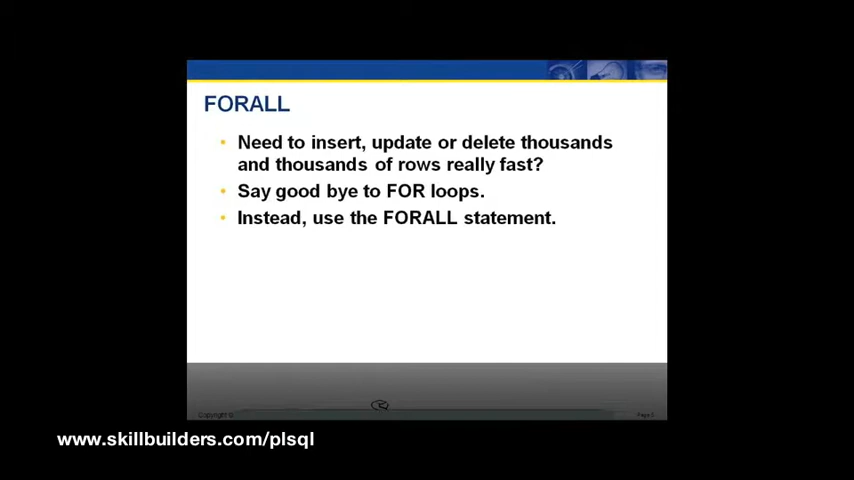 FORALL
• Need to insert, update or delete thousands
and thousands of rows really fast?
• Say good bye to FOR loops.
• Instead, use the FORALL statement.
Copyright ©
www.skillbuilders.com/plsql